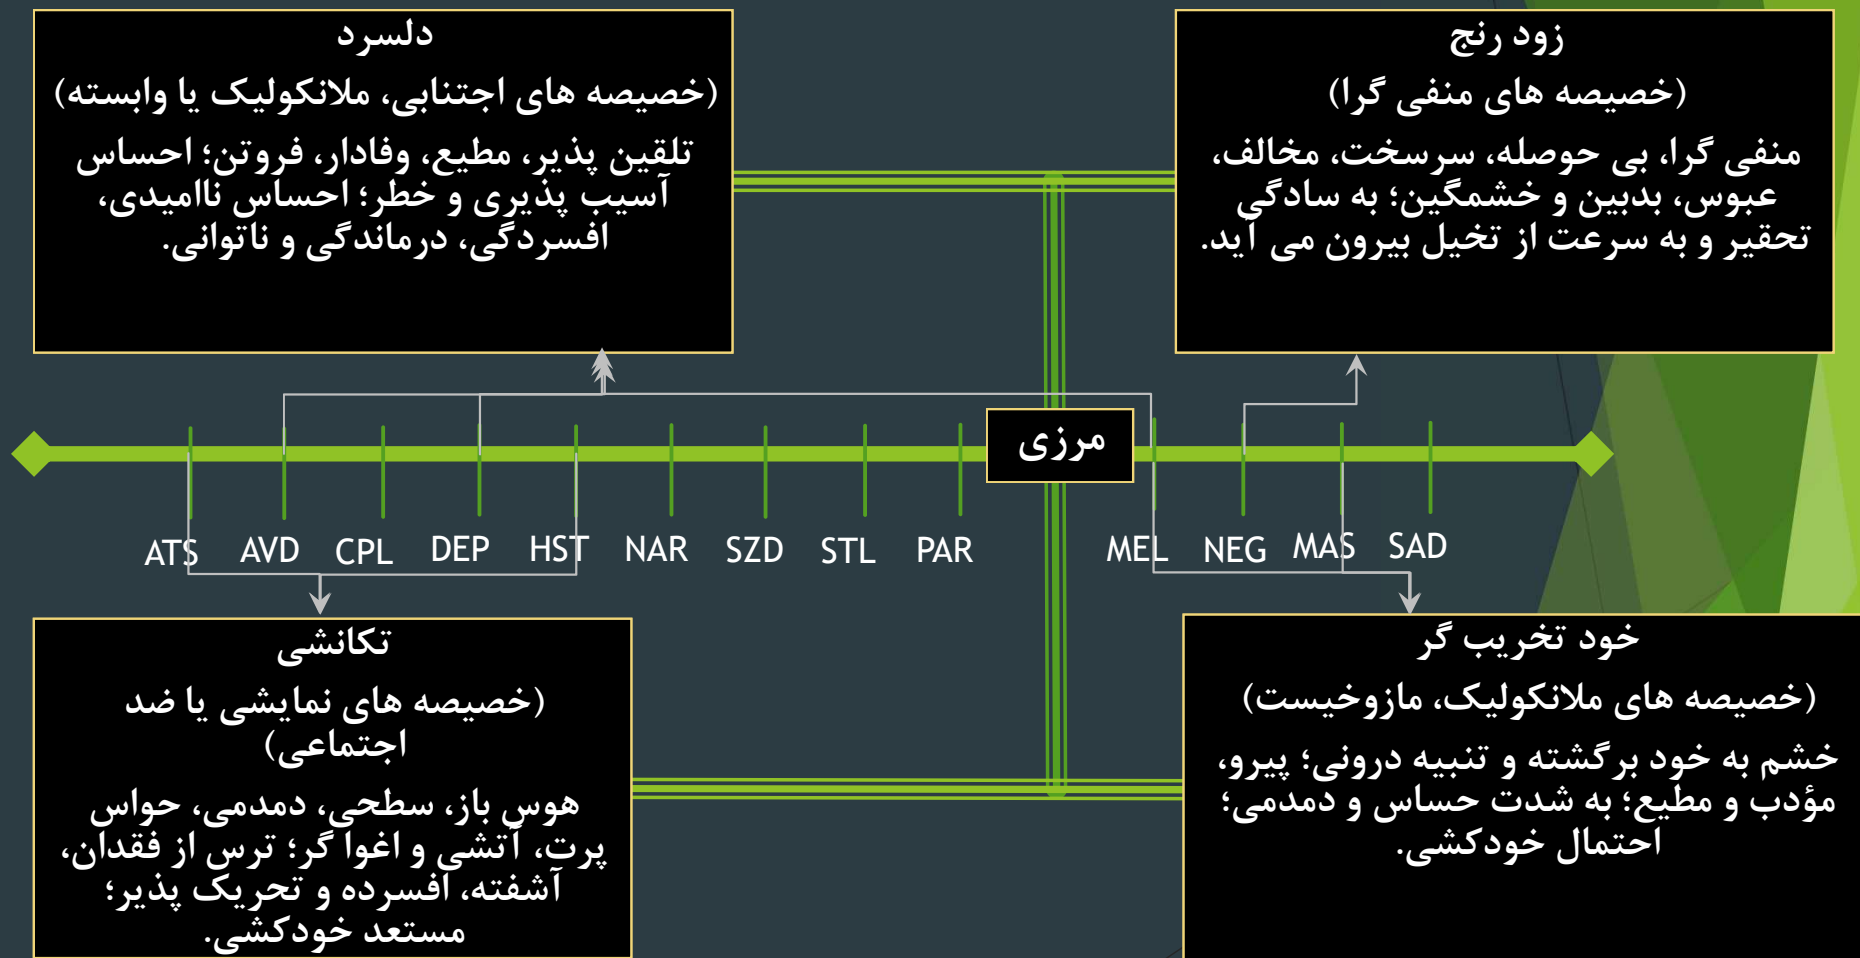 دلسرد
(خصیصه های اجتنابی، ملانکولیک یا وابسته)
تلقین پذیر، مطیع، وفادار، فروتن؛ احساس
آسیب پذیری و خطر؛ احساس ناامیدی،
افسردگی، درماندگی و ناتوانی.
زود رنج
(خصیصه های منفی گرا)
منفی گرا، بی حوصله، سرسخت، مخالف،
عبوس، بدبین و خشمگین؛ به سادگی
تحقیر و به سرعت از تخیل بیرون می آید.
مرزی
ATS AVD CPL DEP HST NAR SZD STL PAR MEL NEG MAS SAD
تکانشی
(خصیصه های نمایشی یا ضد
اجتماعی)
هوس باز، سطحی، دمدمی، حواس
پرت، آتشی و اغوا گر؛ ترس از فقدان،
آشفته، افسرده و تحریک پذیر؛
مستعد خودکشی.
خود تخریب گر
(خصیصه های ملانکولیک، مازوخیست)
خشم به خود برگشته و تنبیه درونی؛ پیرو،
مؤدب و مطیع؛ به شدت حساس و دمدمی؛
احتمال خودکشی.